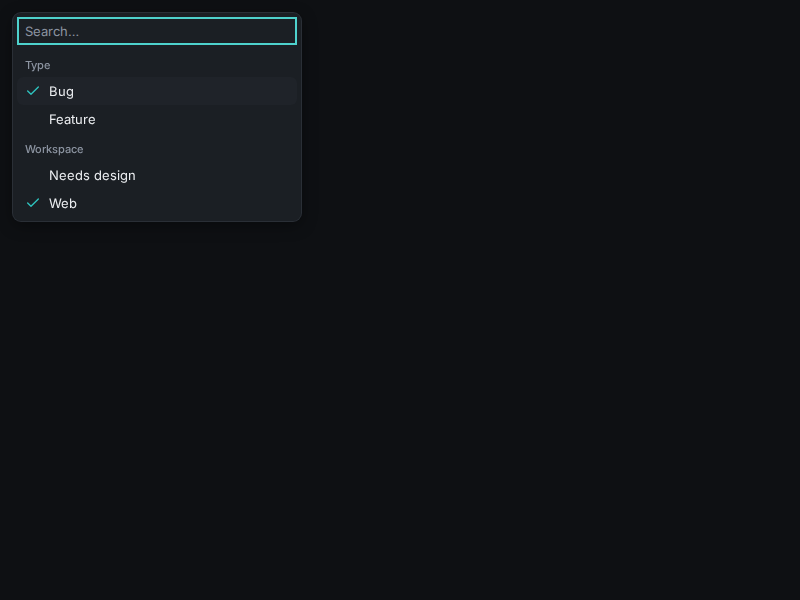 Search...
Type
Bug
Feature
Workspace
Needs design
Web